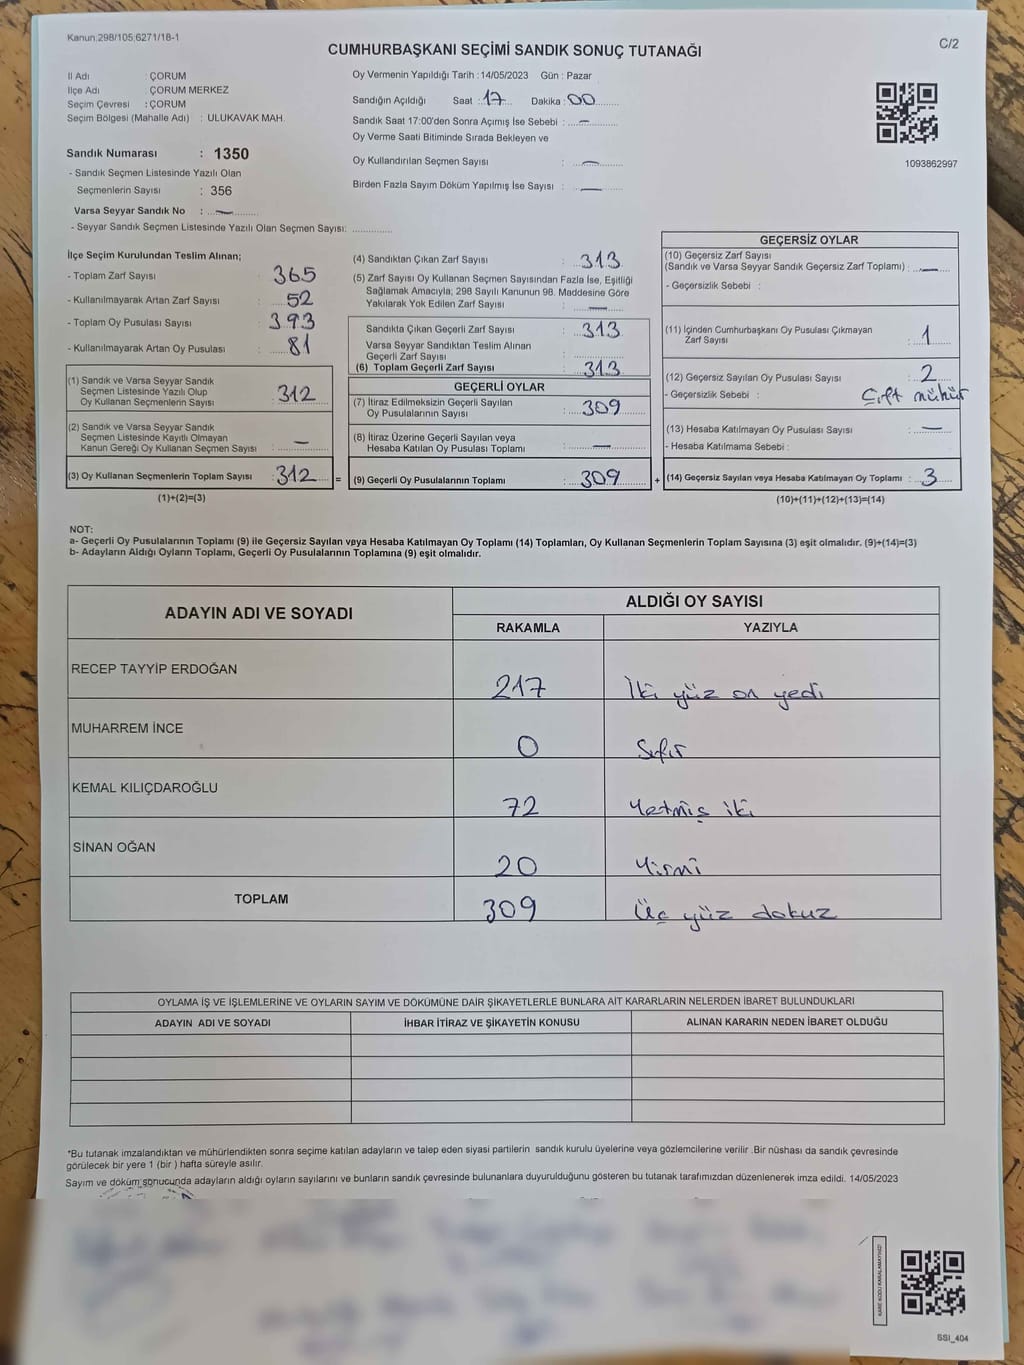 Kanun:298/105,6271/18-1
C/2
CUMHURBAŞKANI SEÇİMİ SANDIK SONUÇ TUTANAĞI
İl Adı : ÇORUM
İlçe Adı : ÇORUM MERKEZ
Seçim Çevresi : ÇORUM
Seçim Bölgesi (Mahalle Adı) : ULUKAVAK MAH.
Sandık Numarası : 1350
- Sandık Seçmen Listesinde Yazılı Olan
Seçmenlerin Sayısı : 356
Varsa Seyyar Sandık No : —
- Seyyar Sandık Seçmen Listesinde Yazılı Olan Seçmen Sayısı:
Oy Vermenin Yapıldığı Tarih : 14/05/2023 Gün : Pazar
Sandığın Açıldığı Saat : 17 Dakika : 00
Sandık Saat 17:00'den Sonra Açımış İse Sebebi : —
Oy Verme Saati Bitiminde Sırada Bekleyen ve
Oy Kullandırılan Seçmen Sayısı : —
Birden Fazla Sayım Döküm Yapılmış İse Sayısı : —
1093862997
İlçe Seçim Kurulundan Teslim Alınan;
- Toplam Zarf Sayısı : 365
- Kullanılmayarak Artan Zarf Sayısı : 52
- Toplam Oy Pusulası Sayısı : 393
- Kullanılmayarak Artan Oy Pusulası : 81
(1) Sandık ve Varsa Seyyar Sandık
Seçmen Listesinde Yazılı Olup
Oy Kullanan Seçmenlerin Sayısı : 312
(2) Sandık ve Varsa Seyyar Sandık
Seçmen Listesinde Kayıtlı Olmayan
Kanun Gereği Oy Kullanan Seçmen Sayısı : —
(3) Oy Kullanan Seçmenlerin Toplam Sayısı : 312 =
(1)+(2)=(3)
(4) Sandıktan Çıkan Zarf Sayısı : 313
(5) Zarf Sayısı Oy Kullanan Seçmen Sayısından Fazla İse, Eşitliği
Sağlamak Amacıyla; 298 Sayılı Kanunun 98. Maddesine Göre
Yakılarak Yok Edilen Zarf Sayısı : —
Sandıkta Çıkan Geçerli Zarf Sayısı : 313
Varsa Seyyar Sandıktan Teslim Alınan
Geçerli Zarf Sayısı :
(6) Toplam Geçerli Zarf Sayısı : 313
GEÇERLİ OYLAR
(7) İtiraz Edilmeksizin Geçerli Sayılan
Oy Pusulalarının Sayısı : 309
(8) İtiraz Üzerine Geçerli Sayılan veya
Hesaba Katılan Oy Pusulası Toplamı : —
(9) Geçerli Oy Pusulalarının Toplamı : 309 +
GEÇERSİZ OYLAR
(10) Geçersiz Zarf Sayısı
(Sandık ve Varsa Seyyar Sandık Geçersiz Zarf Toplamı) : —
- Geçersizlik Sebebi :
(11) İçinden Cumhurbaşkanı Oy Pusulası Çıkmayan
Zarf Sayısı : 1
(12) Geçersiz Sayılan Oy Pusulası Sayısı : 2
- Geçersizlik Sebebi : Çift mühür
(13) Hesaba Katılmayan Oy Pusulası Sayısı : —
- Hesaba Katılmama Sebebi :
(14) Geçersiz Sayılan veya Hesaba Katılmayan Oy Toplamı : 3
(10)+(11)+(12)+(13)=(14)
NOT:
a- Geçerli Oy Pusulalarının Toplamı (9) ile Geçersiz Sayılan veya Hesaba Katılmayan Oy Toplamı (14) Toplamları, Oy Kullanan Seçmenlerin Toplam Sayısına (3) eşit olmalıdır. (9)+(14)=(3)
b- Adayların Aldığı Oyların Toplamı, Geçerli Oy Pusulalarının Toplamına (9) eşit olmalıdır.
ADAYIN ADI VE SOYADI
ALDIĞI OY SAYISI
RAKAMLA YAZIYLA
RECEP TAYYİP ERDOĞAN 217 İki yüz on yedi
MUHARREM İNCE 0 Sıfır
KEMAL KILIÇDAROĞLU 72 Yetmiş iki
SİNAN OĞAN 20 Yirmi
TOPLAM 309 Üç yüz dokuz
OYLAMA İŞ VE İŞLEMLERİNE VE OYLARIN SAYIM VE DÖKÜMÜNE DAİR ŞİKAYETLERLE BUNLARA AİT KARARLARIN NELERDEN İBARET BULUNDUKLARI
ADAYIN ADI VE SOYADI İHBAR İTİRAZ VE ŞİKAYETİN KONUSU ALINAN KARARIN NEDEN İBARET OLDUĞU
*Bu tutanak imzalandıktan ve mühürlendikten sonra seçime katılan adayların ve talep eden siyasi partilerin sandık kurulu üyelerine veya gözlemcilerine verilir .Bir nüshası da sandık çevresinde
görülecek bir yere 1 (bir ) hafta süreyle asılır.
Sayım ve döküm sonucunda adayların aldığı oyların sayılarını ve bunların sandık çevresinde bulunanlara duyurulduğunu gösteren bu tutanak tarafımızdan düzenlenerek imza edildi. 14/05/2023
KARE KODU KARALAMAYINIZ!
SSI_404